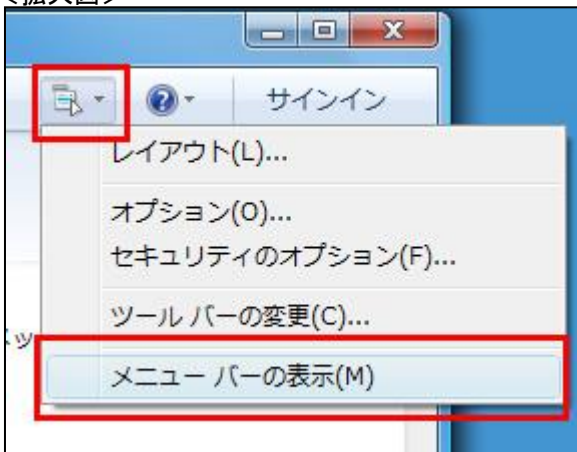 <拡大図>
サインイン
レイアウト(L)...
オプション(O)...
セキュリティのオプション(F)...
ツール バーの変更(C)...
メニュー バーの表示(M)